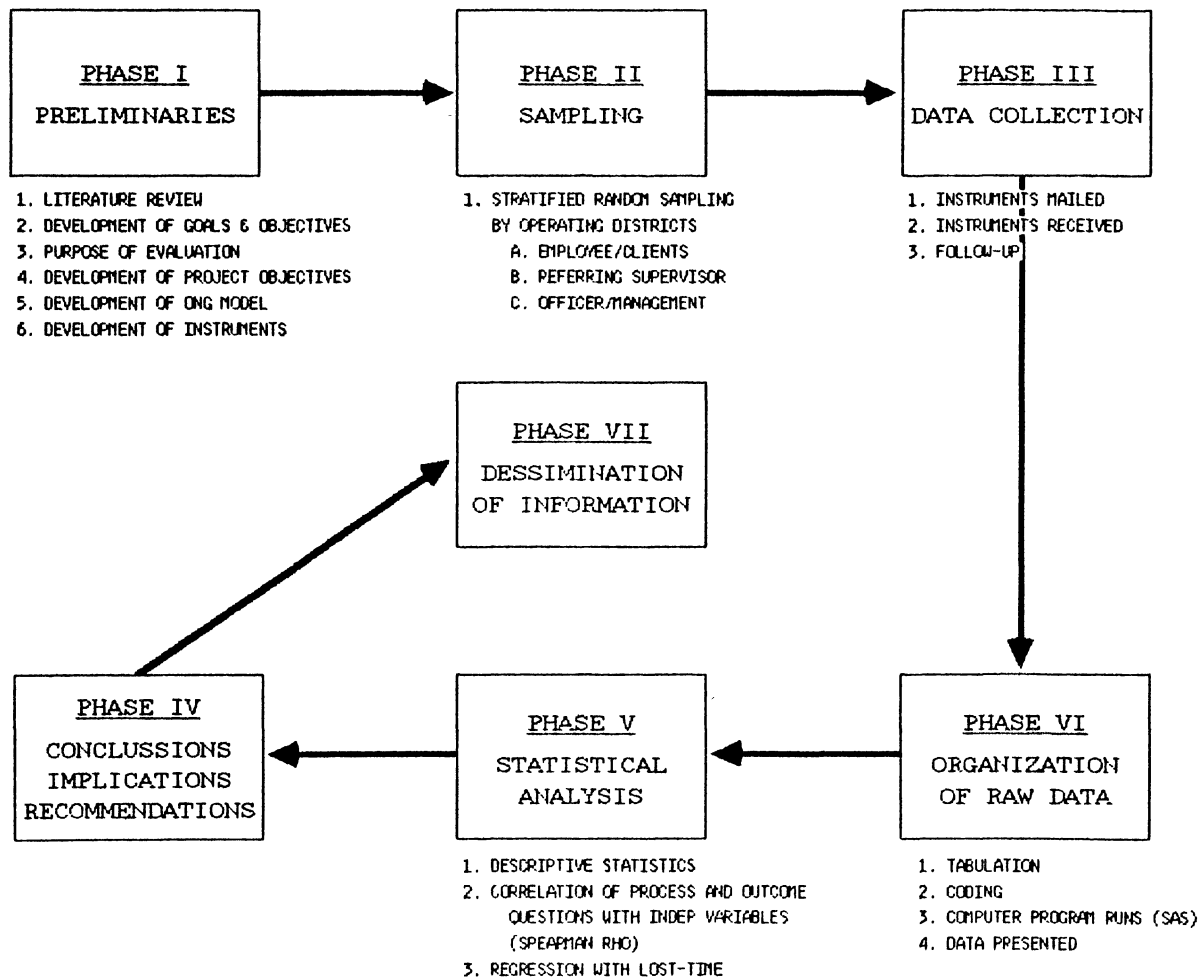 PHASE I
PRELIMINARIES
1. LITERATURE REVIEW
2. DEVELOPMENT OF GOALS & OBJECTIVES
3. PURPOSE OF EVALUATION
4. DEVELOPMENT OF PROJECT OBJECTIVES
5. DEVELOPMENT OF ONG MODEL
6. DEVELOPMENT OF INSTRUMENTS
PHASE II
SAMPLING
1. STRATIFIED RANDOM SAMPLING
BY OPERATING DISTRICTS
A. EMPLOYEE/CLIENTS
B. REFERRING SUPERVISOR
C. OFFICER/MANAGEMENT
PHASE III
DATA COLLECTION
1. INSTRUMENTS MAILED
2. INSTRUMENTS RECEIVED
3. FOLLOW-UP
PHASE VII
DESSIMINATION
OF INFORMATION
PHASE IV
CONCLUSSIONS
IMPLICATIONS
RECOMMENDATIONS
PHASE V
STATISTICAL
ANALYSIS
1. DESCRIPTIVE STATISTICS
2. CORRELATION OF PROCESS AND OUTCOME
QUESTIONS WITH INDEP VARIABLES
(SPEARMAN RHO)
3. REGRESSION WITH LOST-TIME
PHASE VI
ORGANIZATION
OF RAW DATA
1. TABULATION
2. CODING
3. COMPUTER PROGRAM RUNS (SAS)
4. DATA PRESENTED